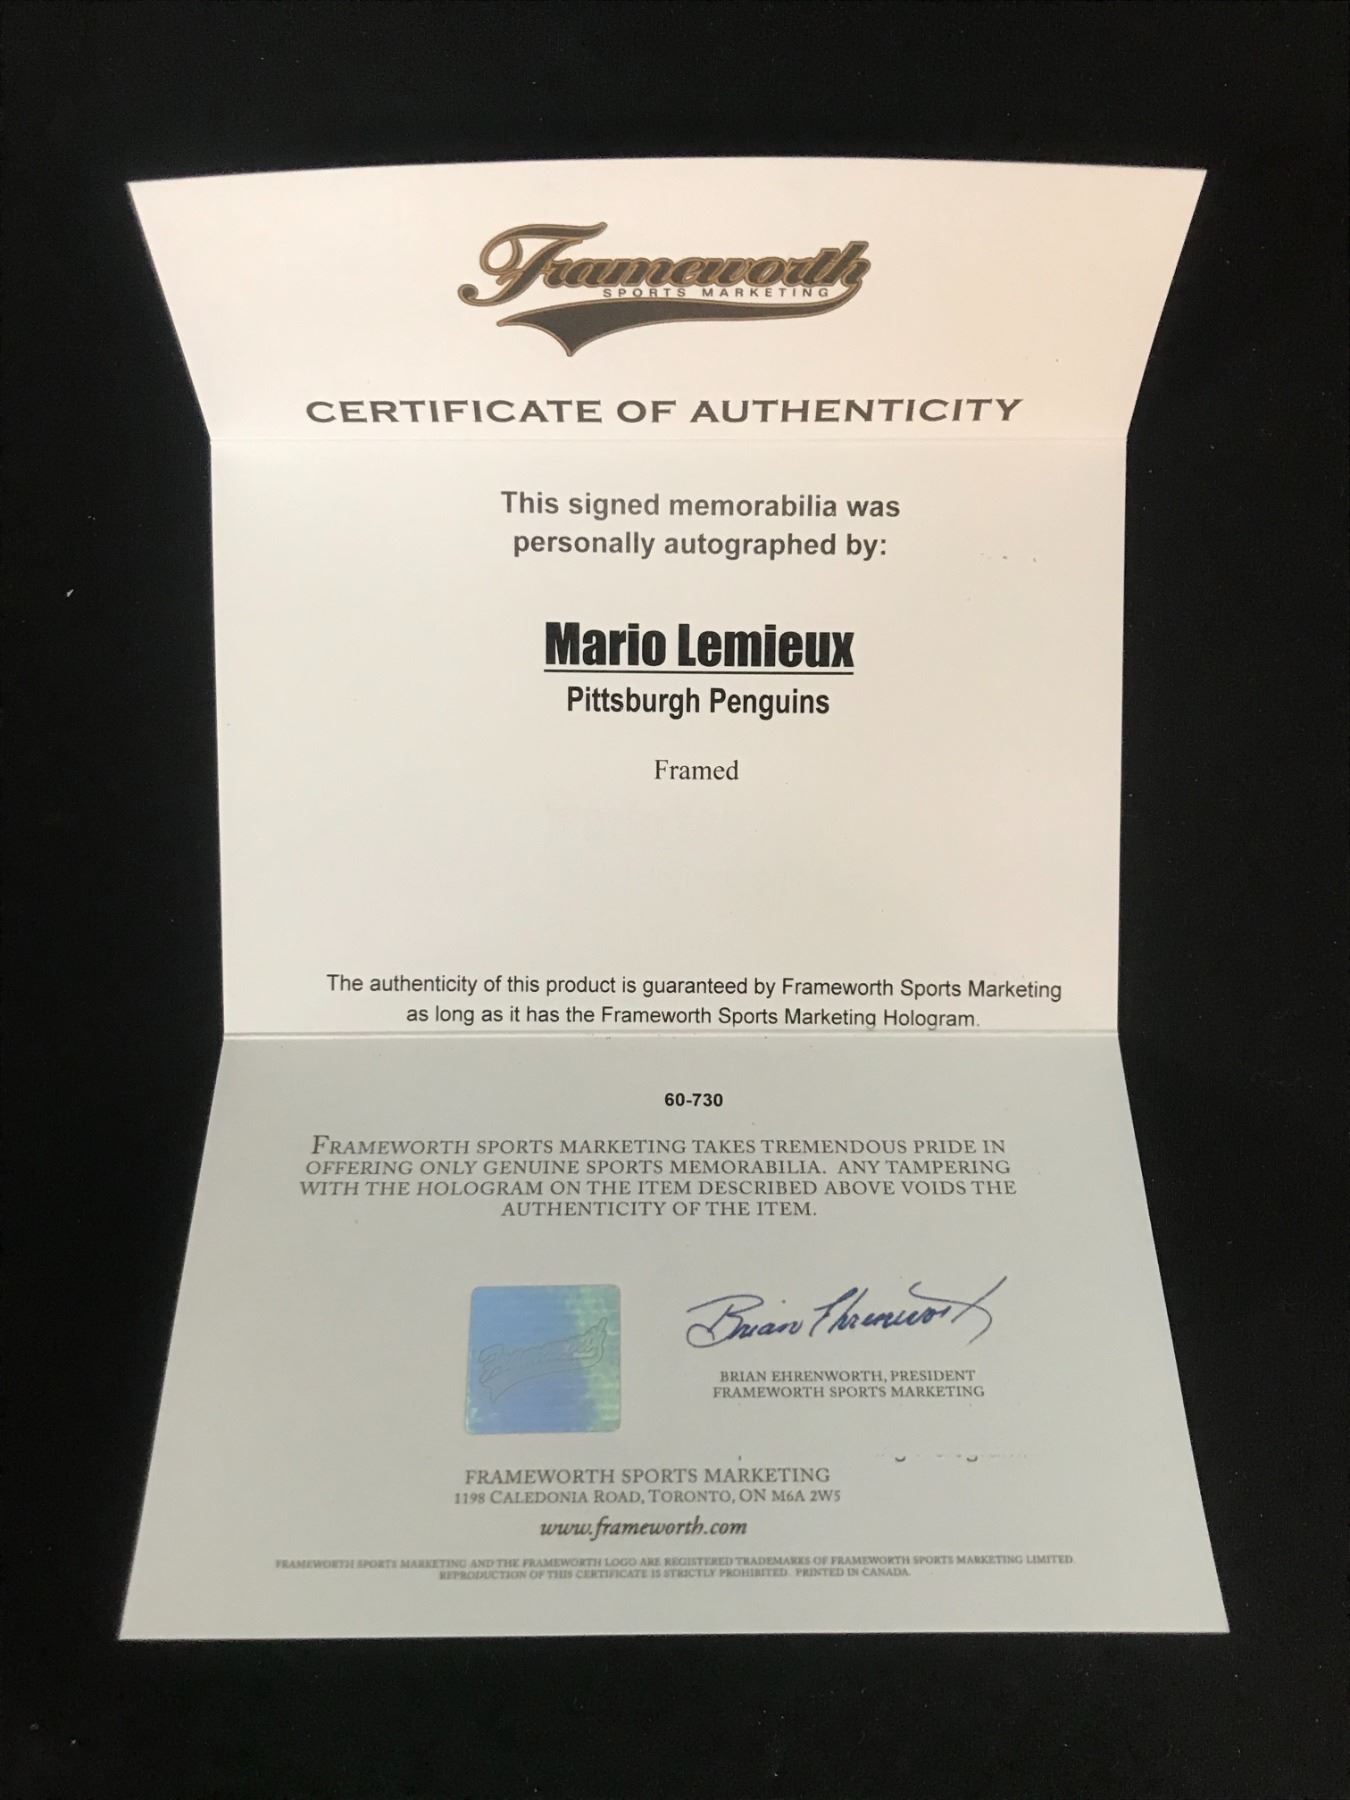 Frameworth
SPORTS MARKETING
CERTIFICATE OF AUTHENTICITY
This signed memorabilia was
personally autographed by:
Mario Lemieux
Pittsburgh Penguins
Framed
The authenticity of this product is guaranteed by Frameworth Sports Marketing
as long as it has the Frameworth Sports Marketing Hologram.
60-730
FRAMEWORTH SPORTS MARKETING TAKES TREMENDOUS PRIDE IN
OFFERING ONLY GENUINE SPORTS MEMORABILIA. ANY TAMPERING
WITH THE HOLOGRAM ON THE ITEM DESCRIBED ABOVE VOIDS THE
AUTHENTICITY OF THE ITEM.
Frameworth
Brian Ehrenworth
BRIAN EHRENWORTH, PRESIDENT
FRAMEWORTH SPORTS MARKETING
FRAMEWORTH SPORTS MARKETING
1198 CALEDONIA ROAD, TORONTO, ON M6A 2W5
www.frameworth.com
FRAMEWORTH SPORTS MARKETING AND THE FRAMEWORTH LOGO ARE REGISTERED TRADEMARKS OF FRAMEWORTH SPORTS MARKETING LIMITED.
REPRODUCTION OF THIS CERTIFICATE IS STRICTLY PROHIBITED. PRINTED IN CANADA.